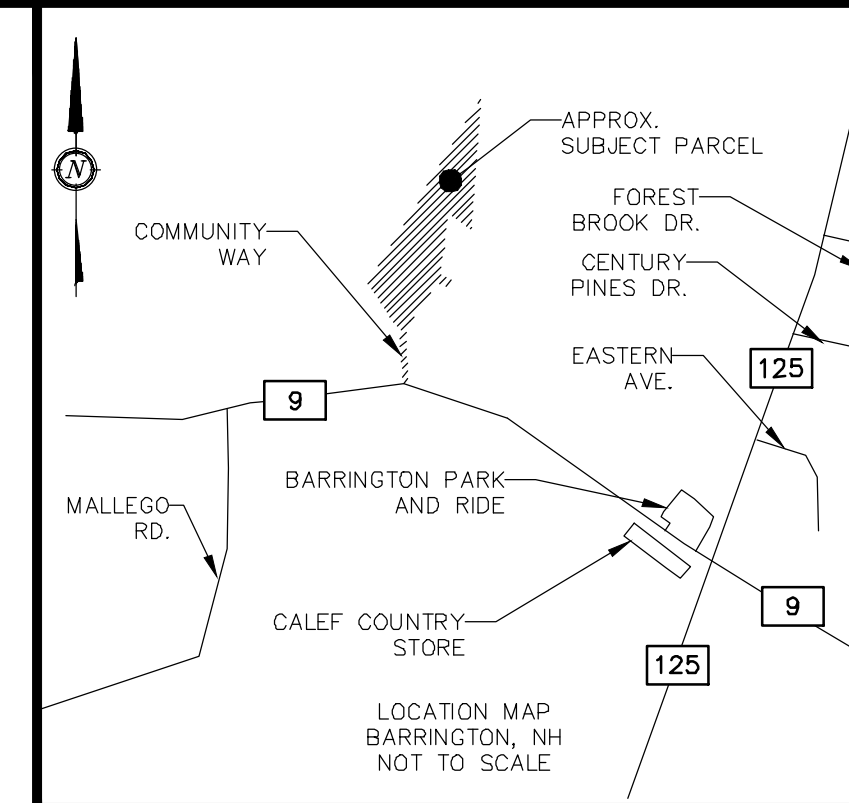 N
APPROX.
SUBJECT PARCEL
COMMUNITY
WAY
FOREST
BROOK DR.
CENTURY
PINES DR.
EASTERN
AVE.
125
9
BARRINGTON PARK
AND RIDE
MALLEGO
RD.
CALEF COUNTRY
STORE
9
125
LOCATION MAP
BARRINGTON, NH
NOT TO SCALE